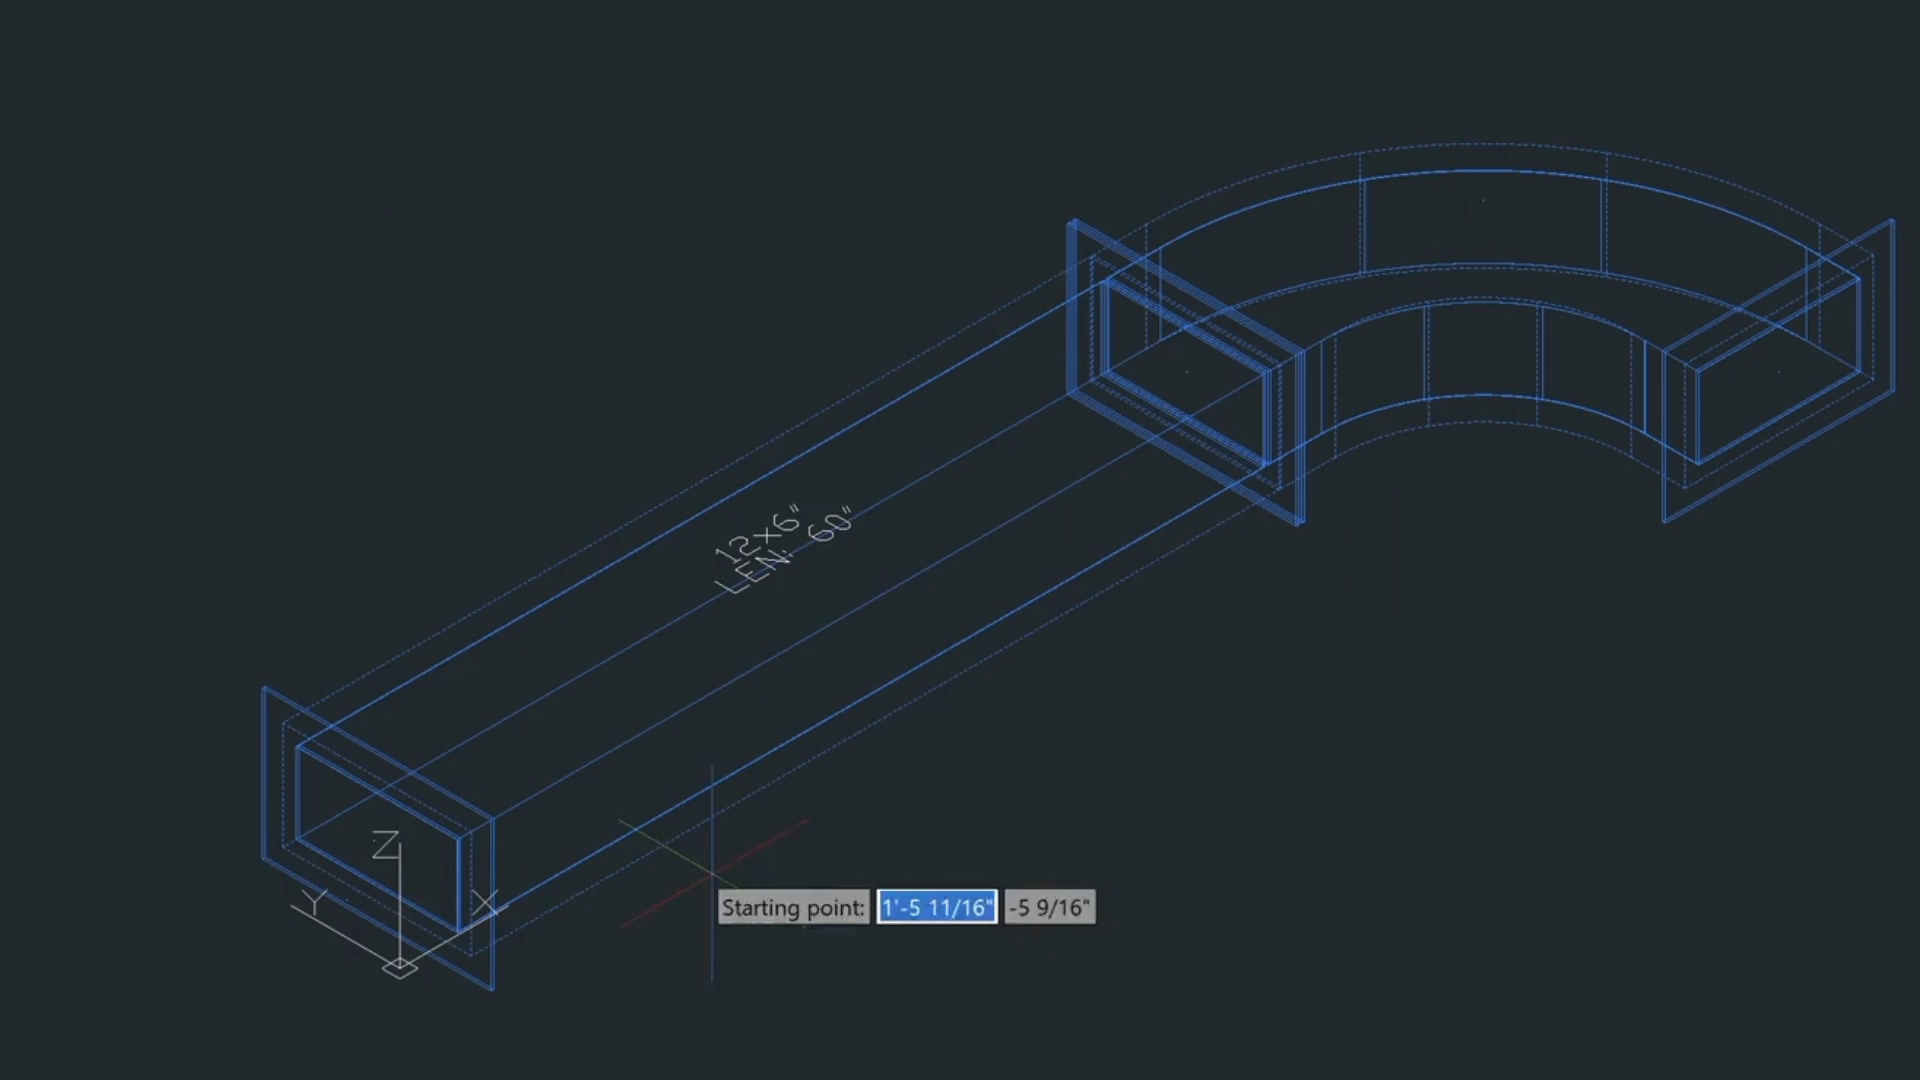 12x6"
LEN: 60"
Z
Y X
Starting point: 1'-5 11/16" -5 9/16"